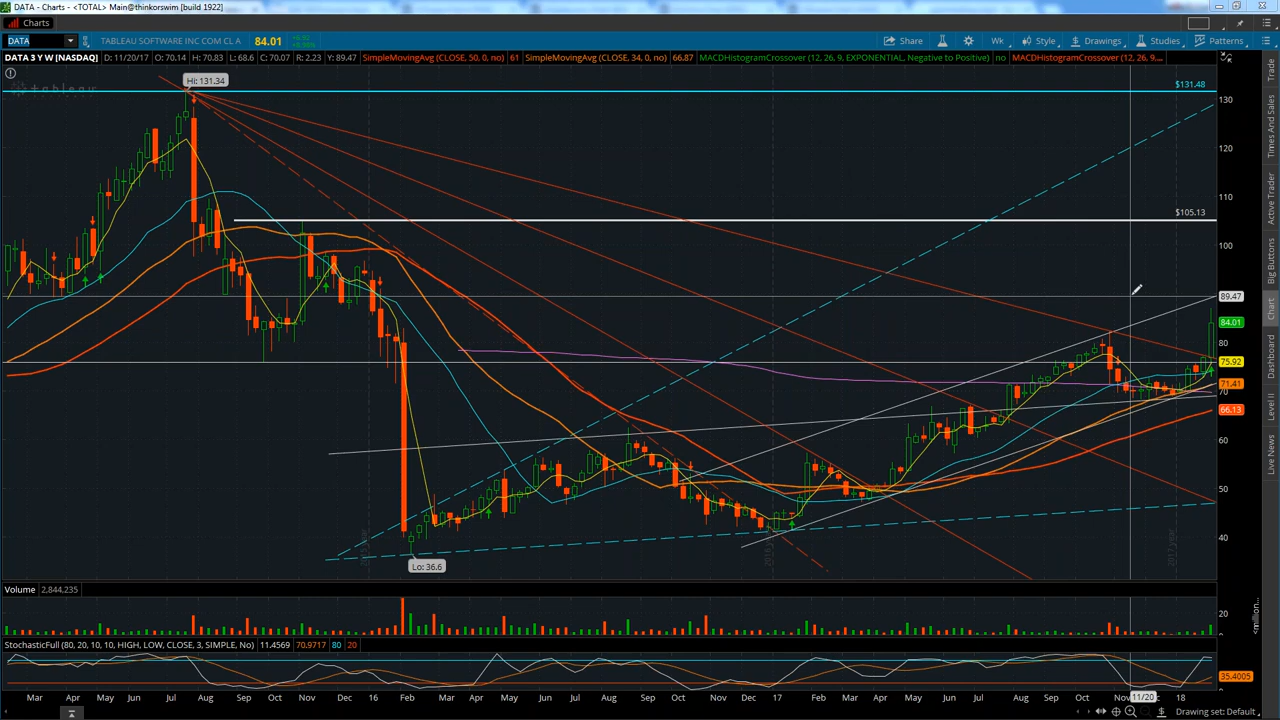 DATA - Charts - <TOTAL> Main@thinkorswim [build 1922]
Charts
DATA
TABLEAU SOFTWARE INC COM CL A
84.01
Share
Wk
Style
Drawings
Studies
Patterns
DATA 3 Y W [NASDAQ]
D: 11/20/17
O: 70.14
H: 70.83
L: 68.6
C: 70.07
R: 2.23
Y: 89.47
SimpleMovingAvg (CLOSE, 50, 0, no)
61
SimpleMovingAvg (CLOSE, 34, 0, no)
66.87
MACDHistogramCrossover (12, 26, 9, EXPONENTIAL, Negative to Positive)
no
MACDHistogramCrossover (12, 26, 9,...
Hi: 131.34
$131.48
130
120
110
$105.13
100
89.47
84.01
80
75.92
71.41
70
66.13
60
50
40
Lo: 36.6
Trade
Times And Sales
Active Trader
Big Buttons
Chart
Dashboard
Level II
Live News
Volume
2,844,235
20
StochasticFull (80, 20, 10, 10, HIGH, LOW, CLOSE, 3, SIMPLE, No)
11.4569
70.9717
80
20
35.4005
Mar
Apr
May
Jun
Jul
Aug
Sep
Oct
Nov
Dec
16
Feb
Mar
Apr
May
Jun
Jul
Aug
Sep
Oct
Nov
Dec
17
Feb
Mar
Apr
May
Jun
Jul
Aug
Sep
Oct
Nov
11/20
18
Drawing set: Default